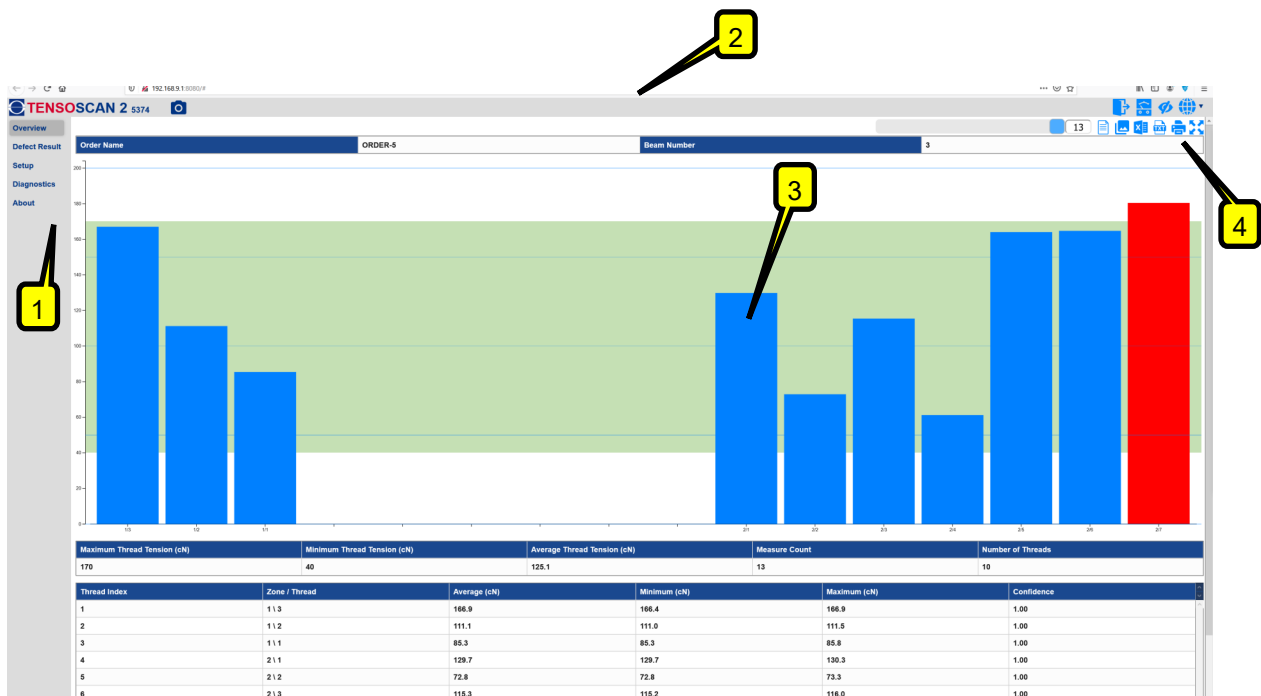 2
192.168.9.1:8080/#
TENSOSCAN 2 5374
Overview
Defect Result
Setup
Diagnostics
About
1
13
TXT
Order Name ORDER-5 Beam Number 3
3
4
200
180
160
140
120
100
80
60
40
20
0
1/3 1/2 1/1 2/1 2/2 2/3 2/4 2/5 2/6 2/7
Maximum Thread Tension (cN) Minimum Thread Tension (cN) Average Thread Tension (cN) Measure Count Number of Threads
170 40 125.1 13 10
Thread Index Zone / Thread Average (cN) Minimum (cN) Maximum (cN) Confidence
1 1 \ 3 166.9 166.4 166.9 1.00
2 1 \ 2 111.1 111.0 111.5 1.00
3 1 \ 1 85.3 85.3 85.8 1.00
4 2 \ 1 129.7 129.7 130.3 1.00
5 2 \ 2 72.8 72.8 73.3 1.00
6 2 \ 3 115.3 115.2 116.0 1.00